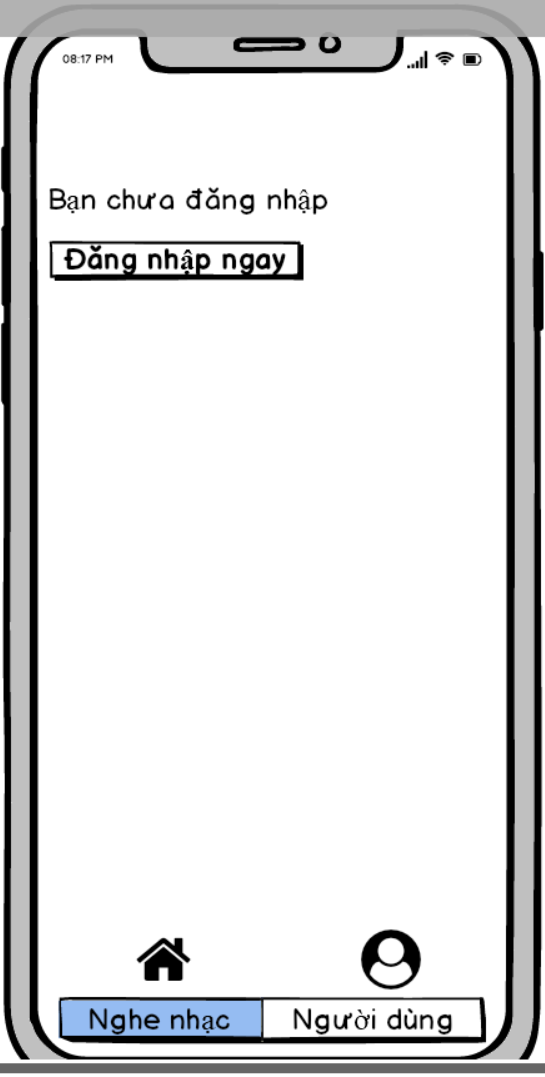 08:17 PM
Bạn chưa đăng nhập
Đăng nhập ngay
Nghe nhạc
Người dùng